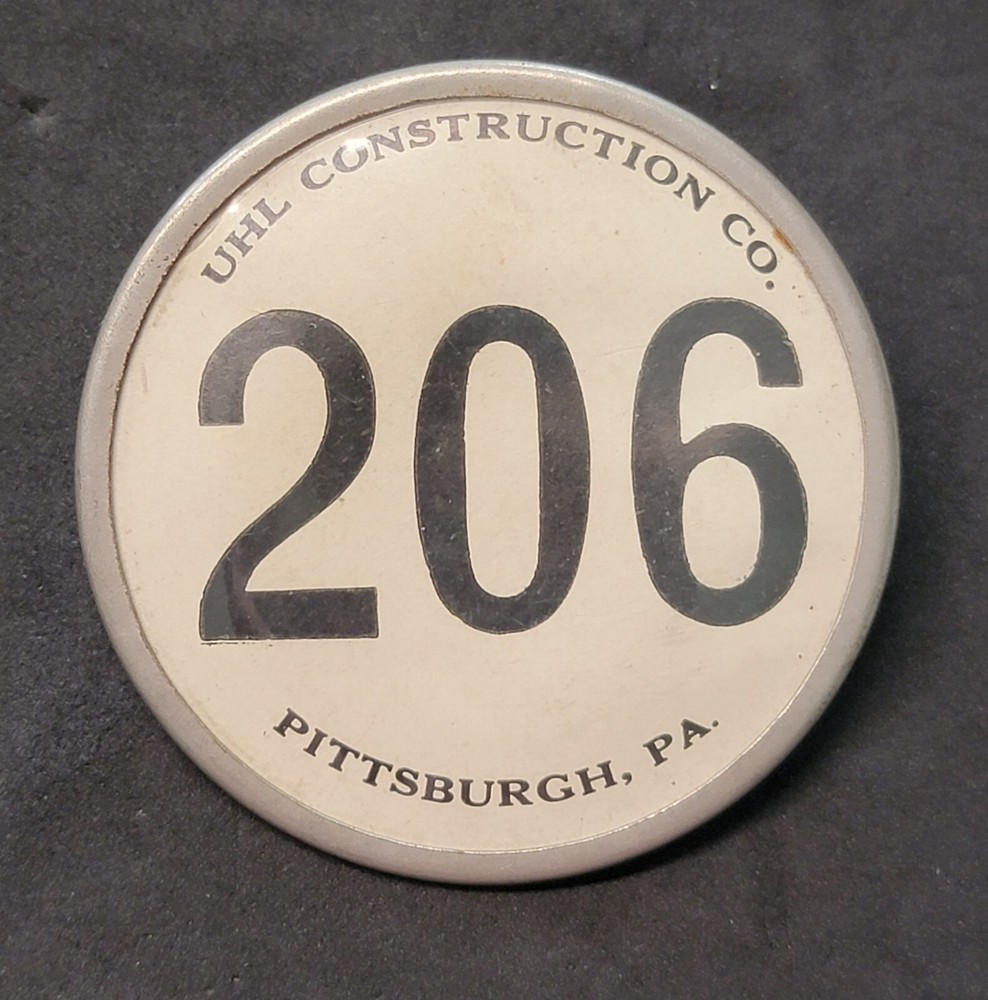 UHL CONSTRUCTION CO.
206
PITTSBURGH, PA.